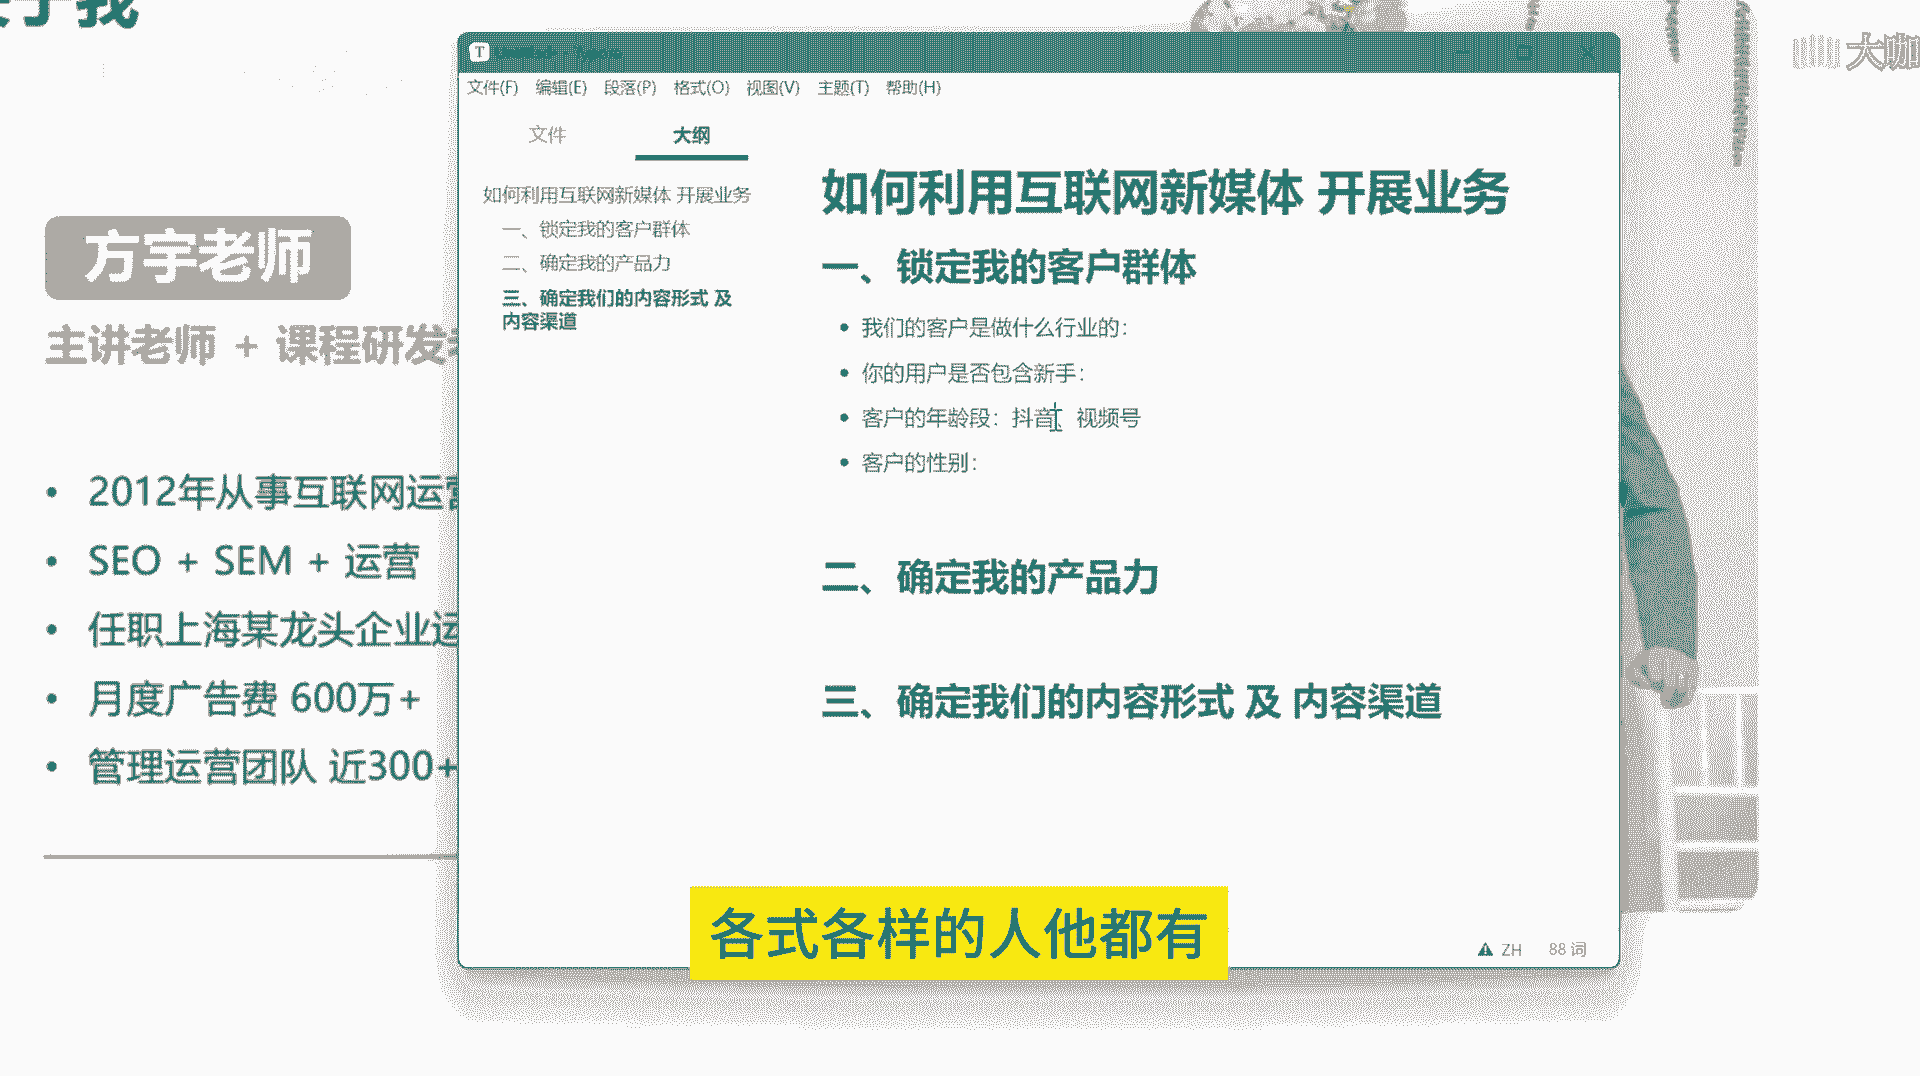 方宇老师
主讲老师 + 课程研发
• 2012年从事互联网运营
• SEO + SEM + 运营
• 任职上海某龙头企业运
• 月度广告费 600万+
• 管理运营团队 近300+
文件(F) 编辑(E) 段落(P) 格式(O) 视图(V) 主题(T) 帮助(H)
文件 大纲
如何利用互联网新媒体 开展业务
一、锁定我的客户群体
二、确定我的产品力
三、确定我们的内容形式 及
内容渠道
如何利用互联网新媒体 开展业务
一、锁定我的客户群体
• 我们的客户是做什么行业的：
• 你的用户是否包含新手：
• 客户的年龄段：抖音、视频号
• 客户的性别：
二、确定我的产品力
三、确定我们的内容形式 及 内容渠道
ZH 88 词
各式各样的人他都有
大咖